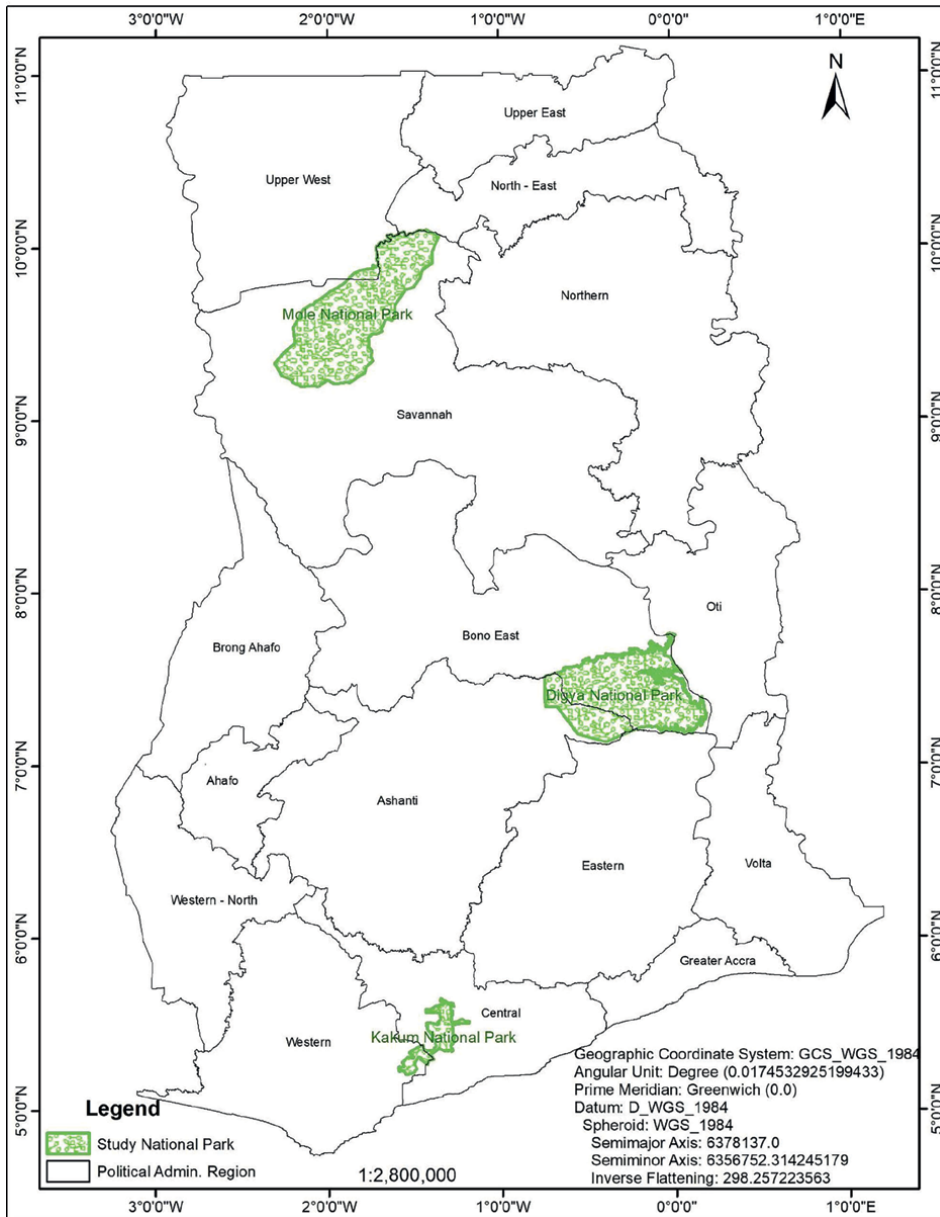 3°0'0"W 2°0'0"W 1°0'0"W 0°0'0" 1°0'0"E
11°0'0"N 11°0'0"N
N
Upper East
Upper West
North - East
10°0'0"N 10°0'0"N
Northern
Mole National Park
Savannah
9°0'0"N 9°0'0"N
8°0'0"N 8°0'0"N
Oti
Bono East
Brong Ahafo
Digya National Park
7°0'0"N 7°0'0"N
Ahafo
Ashanti
Eastern
Volta
Western - North
6°0'0"N 6°0'0"N
Greater Accra
Central
Western
Kakum National Park
5°0'0"N 5°0'0"N
Geographic Coordinate System: GCS_WGS_1984
Angular Unit: Degree (0.0174532925199433)
Prime Meridian: Greenwich (0.0)
Datum: D_WGS_1984
Spheroid: WGS_1984
Semimajor Axis: 6378137.0
Semiminor Axis: 6356752.314245179
Inverse Flattening: 298.257223563
Legend
Study National Park
Political Admin. Region
1:2,800,000
3°0'0"W 2°0'0"W 1°0'0"W 0°0'0" 1°0'0"E